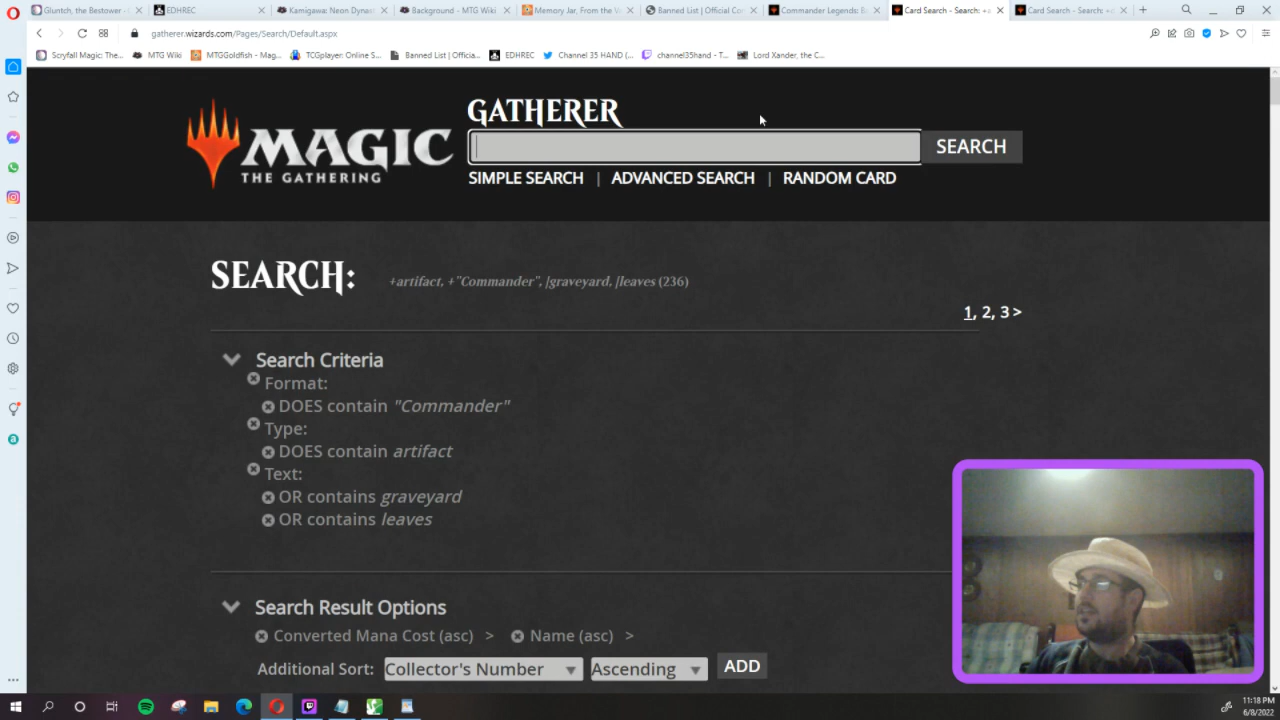 Gluntch, the Bestower -
EDHREC
Kamigawa: Neon Dynast
Background - MTG Wiki
Memory Jar, From the V
Banned List | Official Co
Commander Legends: B
Card Search - Search: +a
Card Search - Search: +c
gatherer.wizards.com/Pages/Search/Default.aspx
Scryfall Magic: The...
MTG Wiki
MTGGoldfish - Mag...
TCGplayer: Online S...
Banned List | Officia...
EDHREC
Channel 35 HAND (...
channel35hand - T...
Lord Xander, the C...
MAGIC
THE GATHERING
GATHERER
SEARCH
SIMPLE SEARCH | ADVANCED SEARCH | RANDOM CARD
SEARCH: +artifact, +"Commander", |graveyard, |leaves (236)
1, 2, 3 >
Search Criteria
Format:
DOES contain "Commander"
Type:
DOES contain artifact
Text:
OR contains graveyard
OR contains leaves
Search Result Options
Converted Mana Cost (asc) > Name (asc) >
Additional Sort: Collector's Number Ascending ADD
11:18 PM
6/8/2022